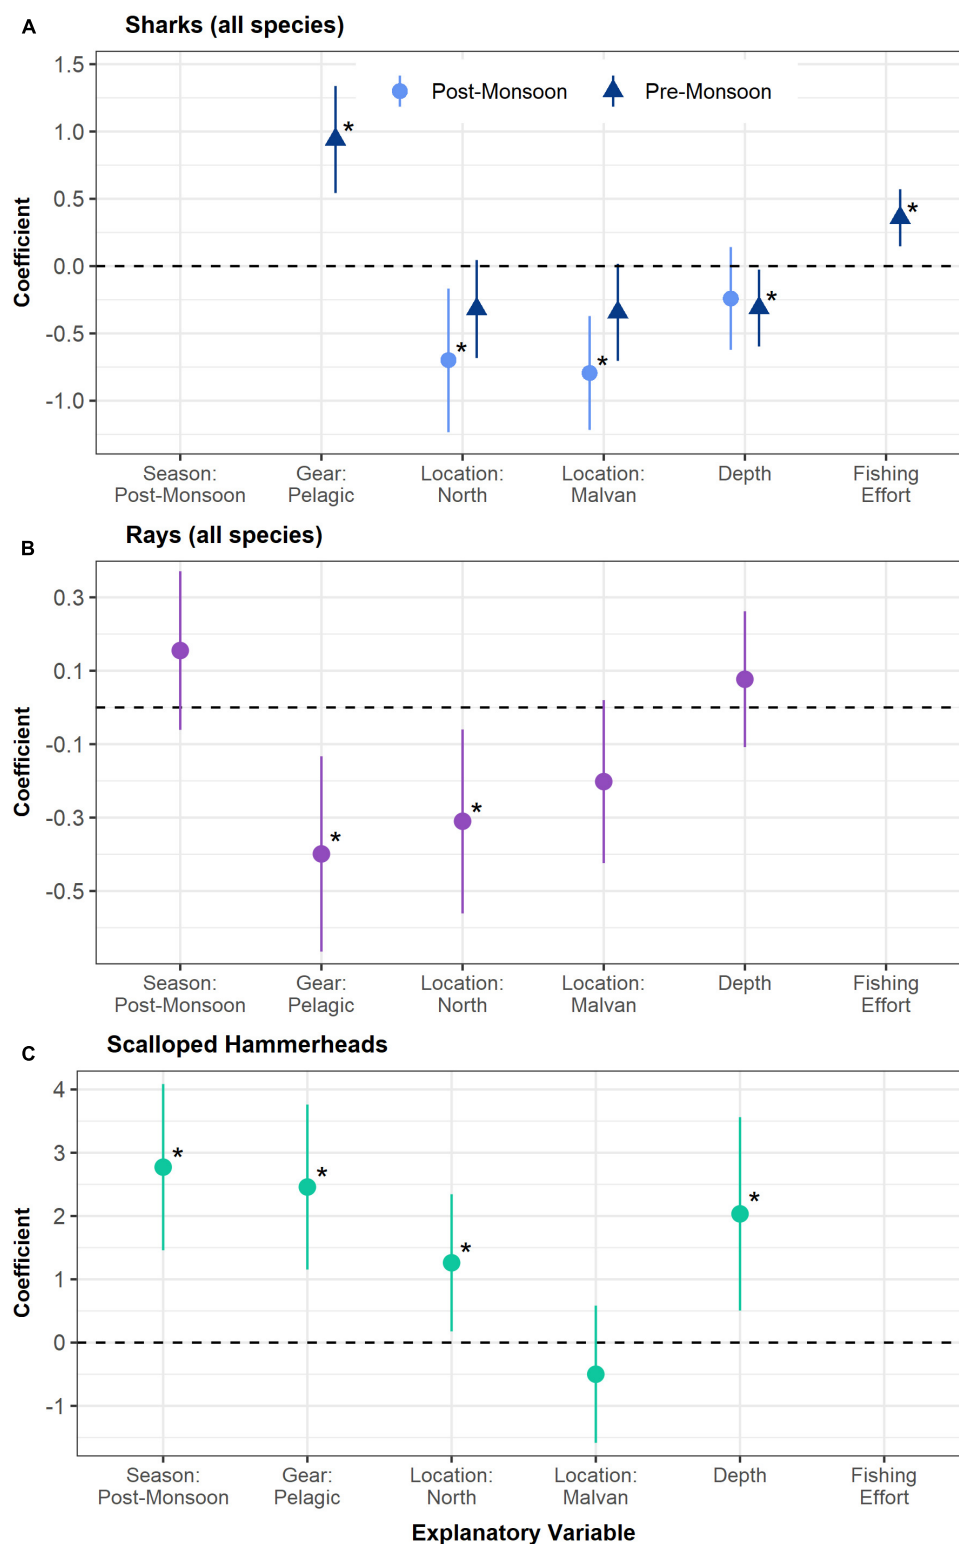 A Sharks (all species)
Post-Monsoon Pre-Monsoon
1.5
1.0
0.5
0.0
-0.5
-1.0
Coefficient
* * * * *
Season: Gear: Location: Location: Depth Fishing
Post-Monsoon Pelagic North Malvan Effort
B Rays (all species)
0.3
0.1
-0.1
-0.3
-0.5
Coefficient
* *
Season: Gear: Location: Location: Depth Fishing
Post-Monsoon Pelagic North Malvan Effort
C Scalloped Hammerheads
4
3
2
1
0
-1
Coefficient
* * * *
Season: Gear: Location: Location: Depth Fishing
Post-Monsoon Pelagic North Malvan Effort
Explanatory Variable